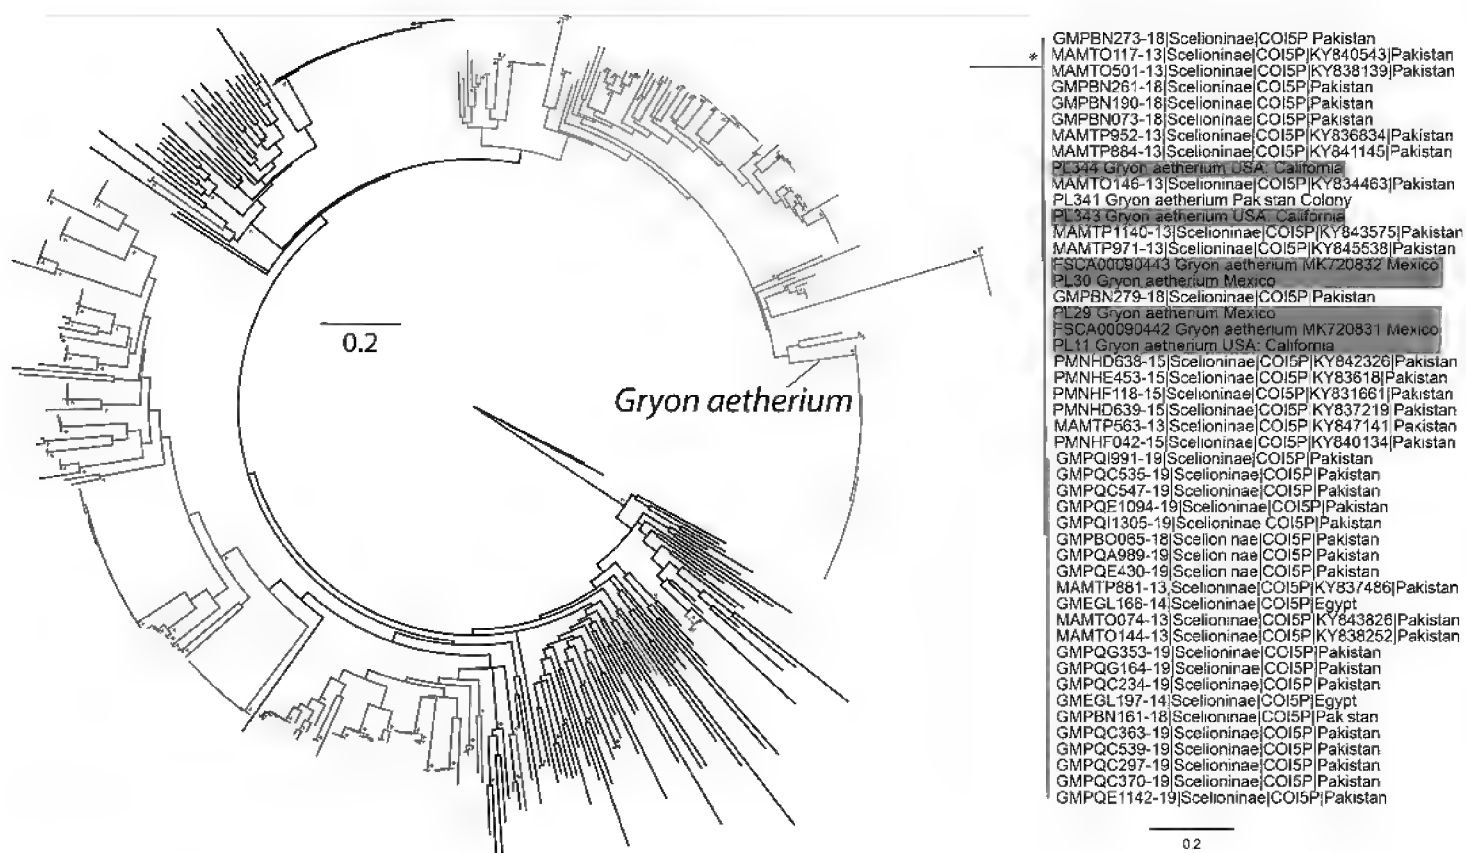 0.2
Gryon aetherium
*
GMPBN273-18|Scelioninae|COI5P Pakistan
MAMTO117-13|Scelioninae|COI5P|KY840543|Pakistan
MAMTO501-13|Scelioninae|COI5P|KY838139|Pakistan
GMPBN261-18|Scelioninae|COI5P|Pakistan
GMPBN190-18|Scelioninae|COI5P|Pakistan
GMPBN073-18|Scelioninae|COI5P|Pakistan
MAMTP952-13|Scelioninae|COI5P|KY836834|Pakistan
MAMTP884-13|Scelioninae|COI5P|KY841145|Pakistan
PL344 Gryon aetherium USA: California
MAMTO146-13|Scelioninae|COI5P|KY834463|Pakistan
PL341 Gryon aetherium Pak stan Colony
PL343 Gryon aetherium USA: California
MAMTP1140-13|Scelioninae|COI5P|KY843575|Pakistan
MAMTP971-13|Scelioninae|COI5P|KY845538|Pakistan
FSCA00090443 Gryon aetherium MK720832 Mexico
PL30 Gryon aetherium Mexico
GMPBN279-18|Scelioninae|COI5P|Pakistan
PL29 Gryon aetherium Mexico
FSCA00090442 Gryon aetherium MK720831 Mexico
PL11 Gryon aetherium USA: California
PMNHD638-15|Scelioninae|COI5P|KY842326|Pakistan
PMNHE453-15|Scelioninae|COI5P|KY83618|Pakistan
PMNHF118-15|Scelioninae|COI5P|KY831661|Pakistan
PMNHD639-15|Scelioninae|COI5P|KY837219 Pakistan
MAMTP563-13|Scelioninae|COI5P|KY847141|Pakistan
PMNHF042-15|Scelioninae|COI5P|KY840134|Pakistan
GMPQI991-19|Scelioninae|COI5P|Pakistan
GMPQC535-19|Scelioninae|COI5P|Pakistan
GMPQC547-19|Scelioninae|COI5P|Pakistan
GMPQE1094-19|Scelioninae|COI5P|Pakistan
GMPQI1305-19|Scelioninae COI5P|Pakistan
GMPBO065-18|Scelion nae|COI5P|Pakistan
GMPQA989-19|Scelion nae|COI5P|Pakistan
GMPQE430-19|Scelion nae|COI5P|Pakistan
MAMTP881-13|Scelioninae|COI5P|KY837486|Pakistan
GMEGL166-14|Scelioninae|COI5P|Egypt
MAMTO074-13|Scelioninae|COI5P|KY843826|Pakistan
MAMTO144-13|Scelioninae|COI5P|KY838252|Pakistan
GMPQG353-19|Scelioninae|COI5P|Pakistan
GMPQG164-19|Scelioninae|COI5P|Pakistan
GMPQC234-19|Scelioninae|COI5P|Pakistan
GMEGL197-14|Scelioninae|COI5P|Egypt
GMPBN161-18|Scelioninae|COI5P|Pak stan
GMPQC363-19|Scelioninae|COI5P|Pakistan
GMPQC539-19|Scelioninae|COI5P|Pakistan
GMPQC297-19|Scelioninae|COI5P|Pakistan
GMPQC370-19|Scelioninae|COI5P|Pakistan
GMPQE1142-19|Scelioninae|COI5P|Pakistan
0.2